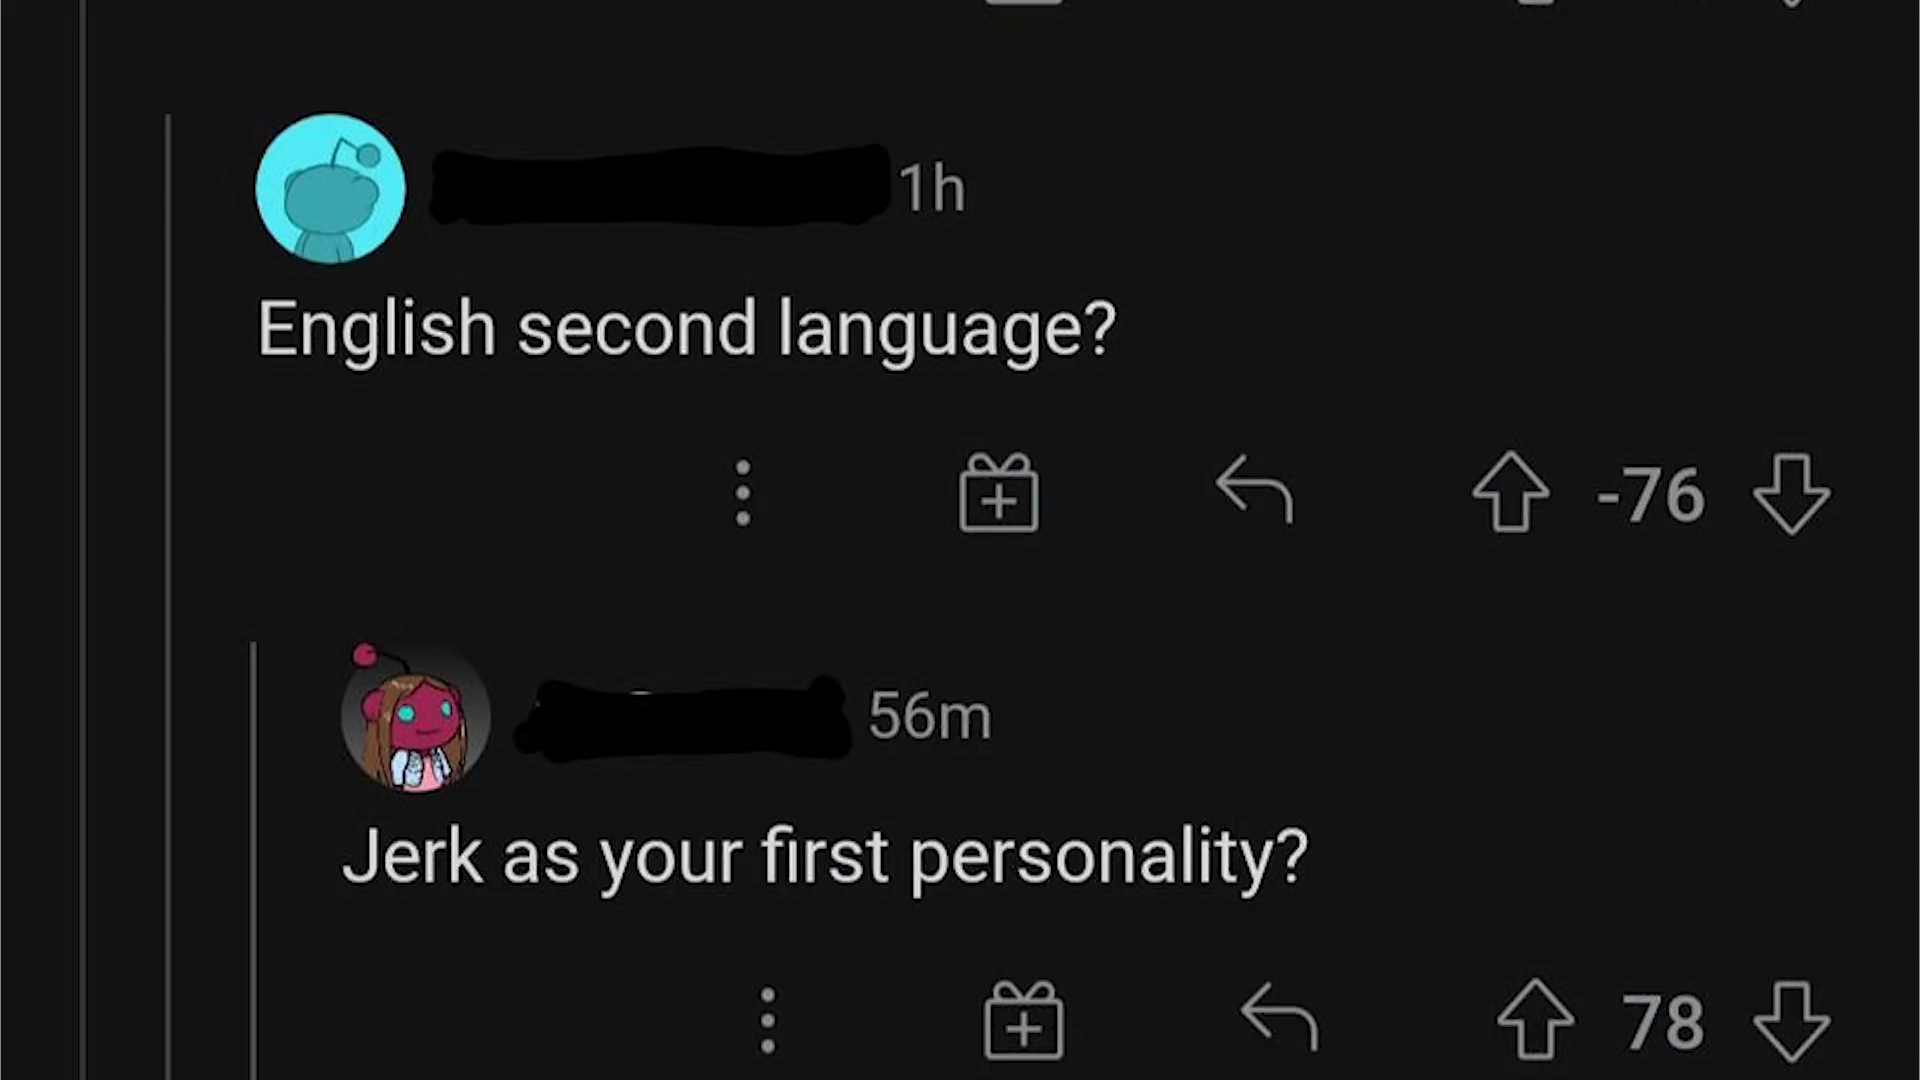 1h
English second language?
-76
56m
Jerk as your first personality?
78